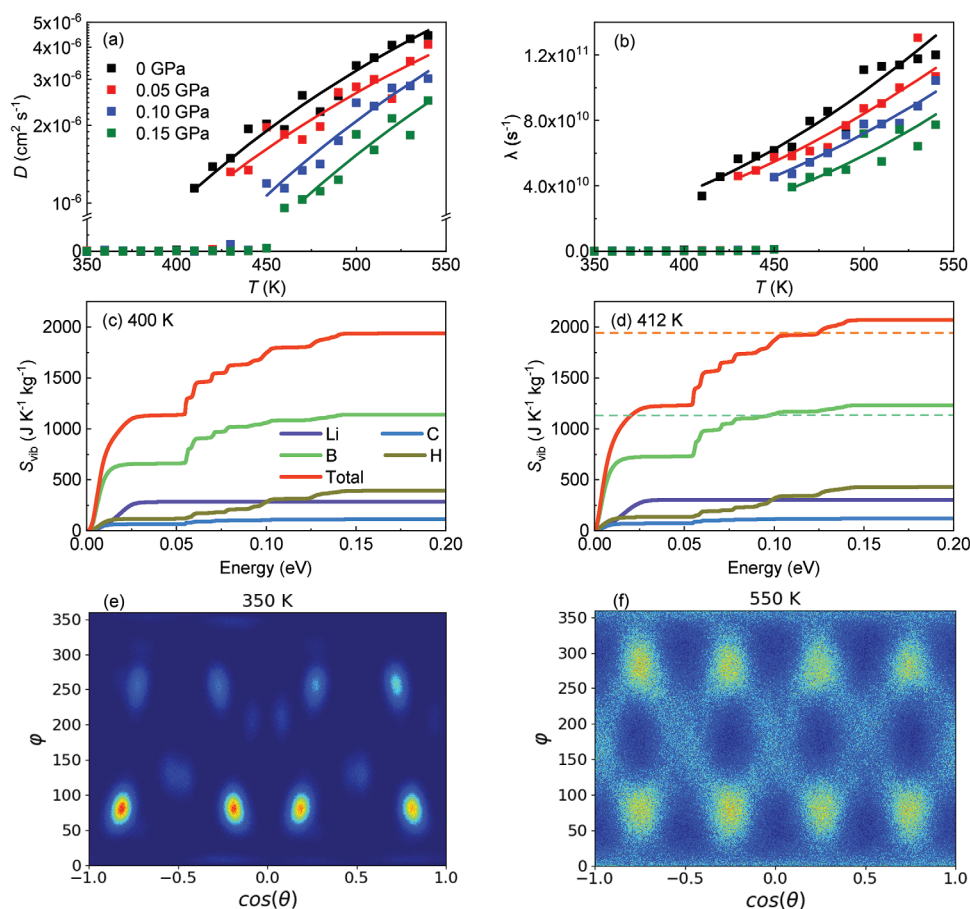 (a)
5x10⁻⁶
4x10⁻⁶
3x10⁻⁶
2x10⁻⁶
10⁻⁶
0
D (cm² s⁻¹)
0 GPa
0.05 GPa
0.10 GPa
0.15 GPa
350 400 450 500 550
T (K)
(b)
1.2x10¹¹
8.0x10¹⁰
4.0x10¹⁰
0.0
λ (s⁻¹)
350 400 450 500 550
T (K)
(c) 400 K
2000
1500
1000
500
0
S_vib (J K⁻¹ kg⁻¹)
Li C
B H
Total
0.00 0.05 0.10 0.15 0.20
Energy (eV)
(d) 412 K
2000
1500
1000
500
0
S_vib (J K⁻¹ kg⁻¹)
0.00 0.05 0.10 0.15 0.20
Energy (eV)
(e) 350 K
350
300
250
200
150
100
50
0
φ
-1.0 -0.5 0.0 0.5 1.0
cos(θ)
(f) 550 K
350
300
250
200
150
100
50
0
φ
-1.0 -0.5 0.0 0.5 1.0
cos(θ)